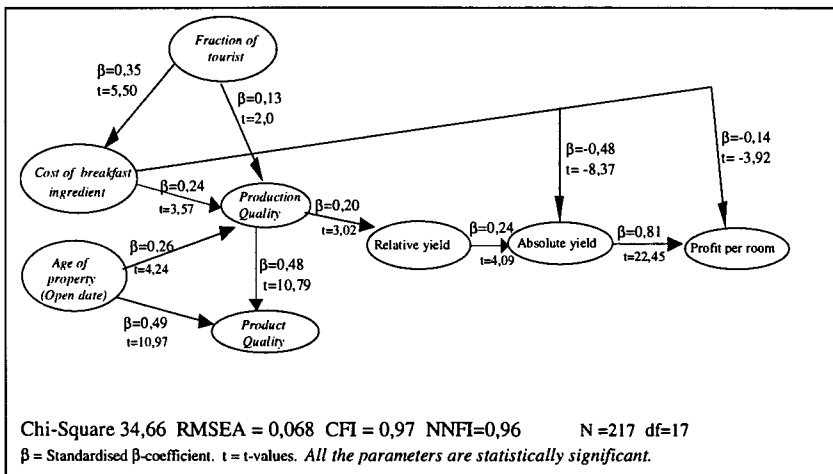 Fraction of
tourist
β=0,35
t=5,50
β=0,13
t=2,0
Cost of breakfast
ingredient
β=0,24
t=3,57
Production
Quality
β=0,20
t=3,02
β=-0,48
t= -8,37
β=-0,14
t= -3,92
Relative yield
β=0,24
t=4,09
Absolute yield
β=0,81
t=22,45
Profit per room
Age of
property
(Open date)
β=0,26
t=4,24
β=0,48
t=10,79
β=0,49
t=10,97
Product
Quality
Chi-Square 34,66 RMSEA = 0,068 CFI = 0,97 NNFI=0,96 N =217 df=17
β = Standardised β-coefficient. t = t-values. All the parameters are statistically significant.